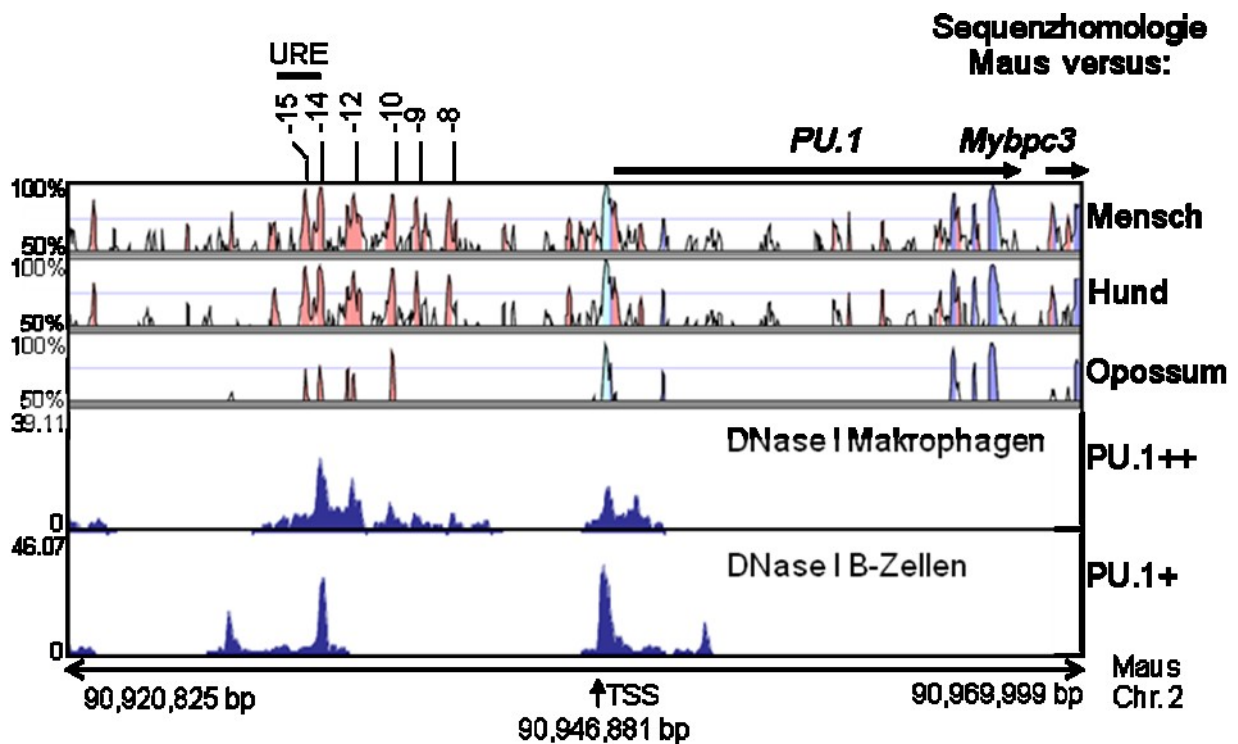 Sequenzhomologie
Maus versus:
URE
-15
-14
-12
-10
-9
-8
PU.1
Mybpc3
100%
50%
Mensch
100%
50%
Hund
100%
50%
Opossum
39.11
0
DNase I Makrophagen
PU.1++
46.07
0
DNase I B-Zellen
PU.1+
90,920,825 bp
TSS
90,946,881 bp
90,969,999 bp
Maus
Chr. 2